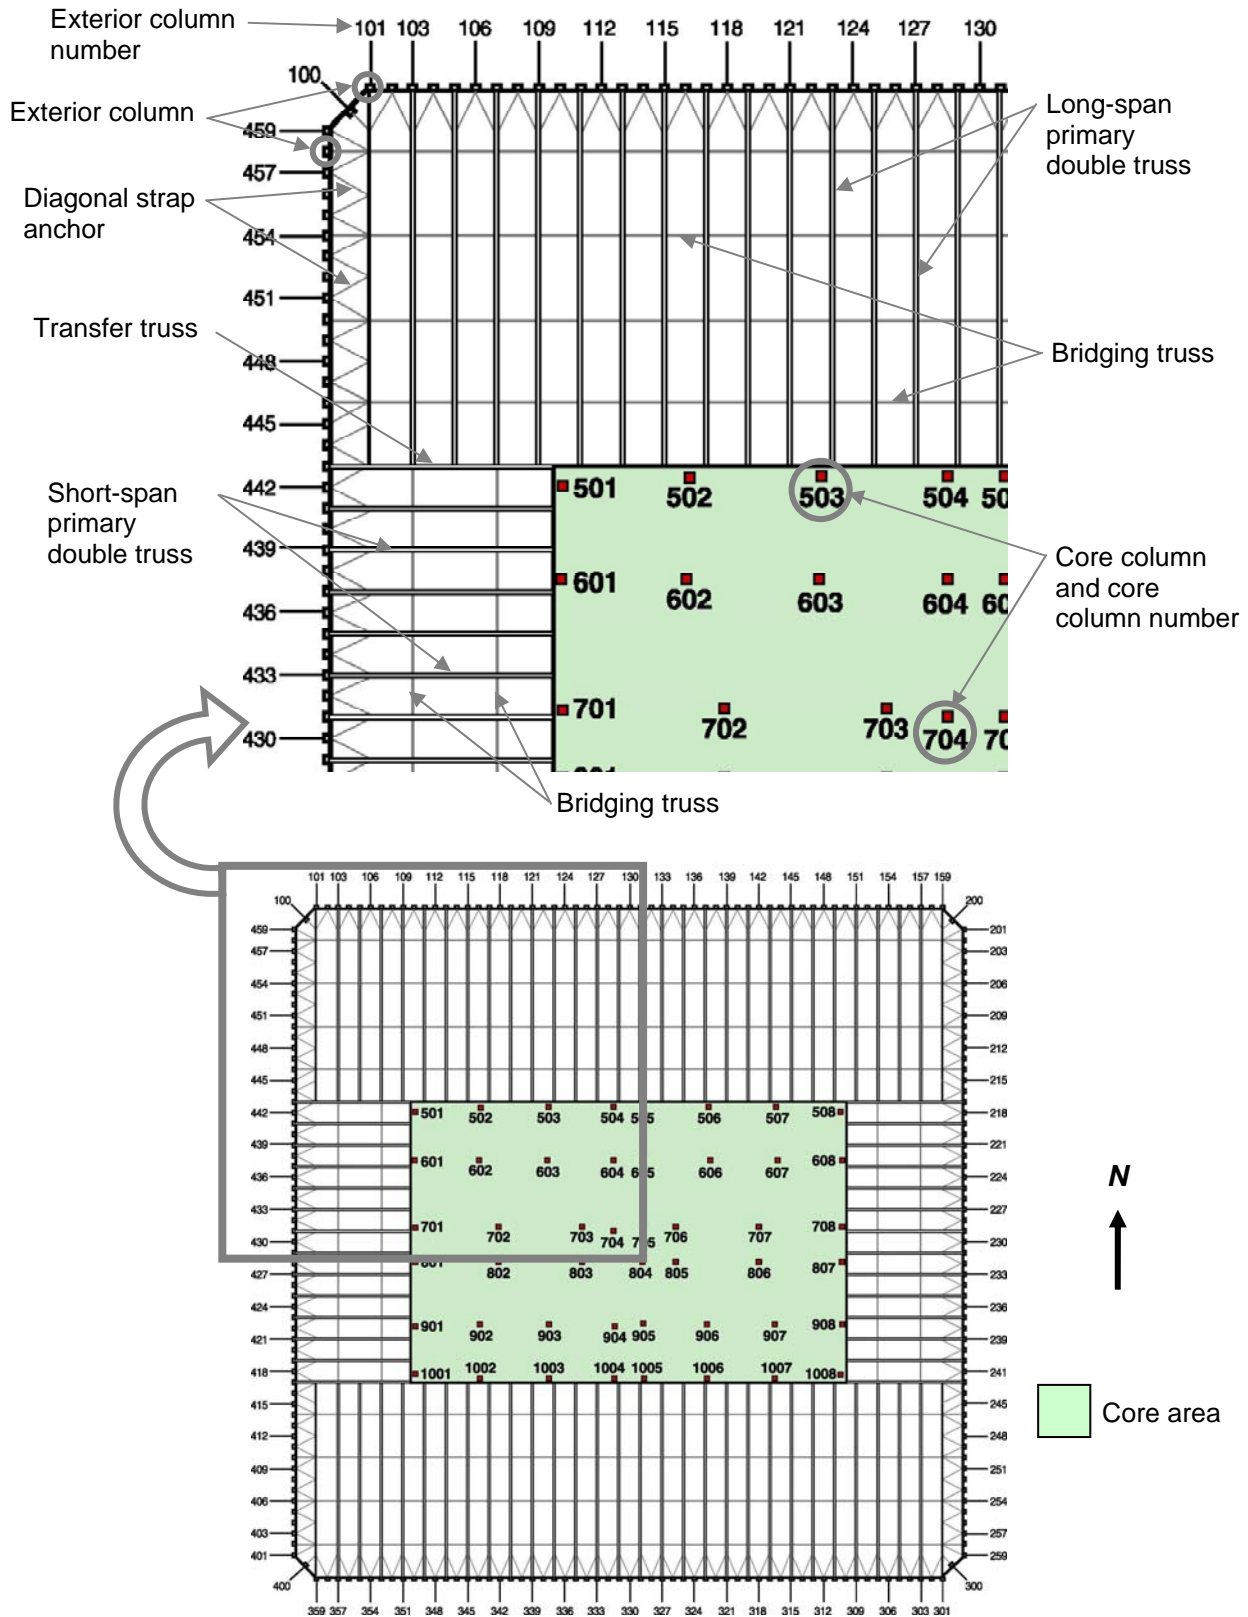 Exterior column
number
101 103 106 109 112 115 118 121 124 127 130
100
Exterior column
459
457
Diagonal strap
anchor
454
451
Transfer truss
448
445
Long-span
primary
double truss
Bridging truss
442
Short-span
primary
double truss
439
436
433
430
501 502 503 504
601 602 603 604
701 702 703 704
Core column
and core
column number
Bridging truss
101 103 106 109 112 115 118 121 124 127 130 133 136 139 142 145 148 151 154 157 159
100 200
459 201
457 203
454 206
451 209
448 212
445 215
442 501 502 503 504 505 506 507 508 218
439 221
436 601 602 603 604 605 606 607 608 224
433 701 702 703 704 705 706 707 708 227
430 230
427 801 802 803 804 805 806 807 233
424 236
421 901 902 903 904 905 906 907 908 239
418 1001 1002 1003 1004 1005 1006 1007 1008 241
415 245
412 248
409 251
406 254
403 257
401 259
400 300
359 357 354 351 348 345 342 339 336 333 330 327 324 321 318 315 312 309 306 303 301
N
Core area